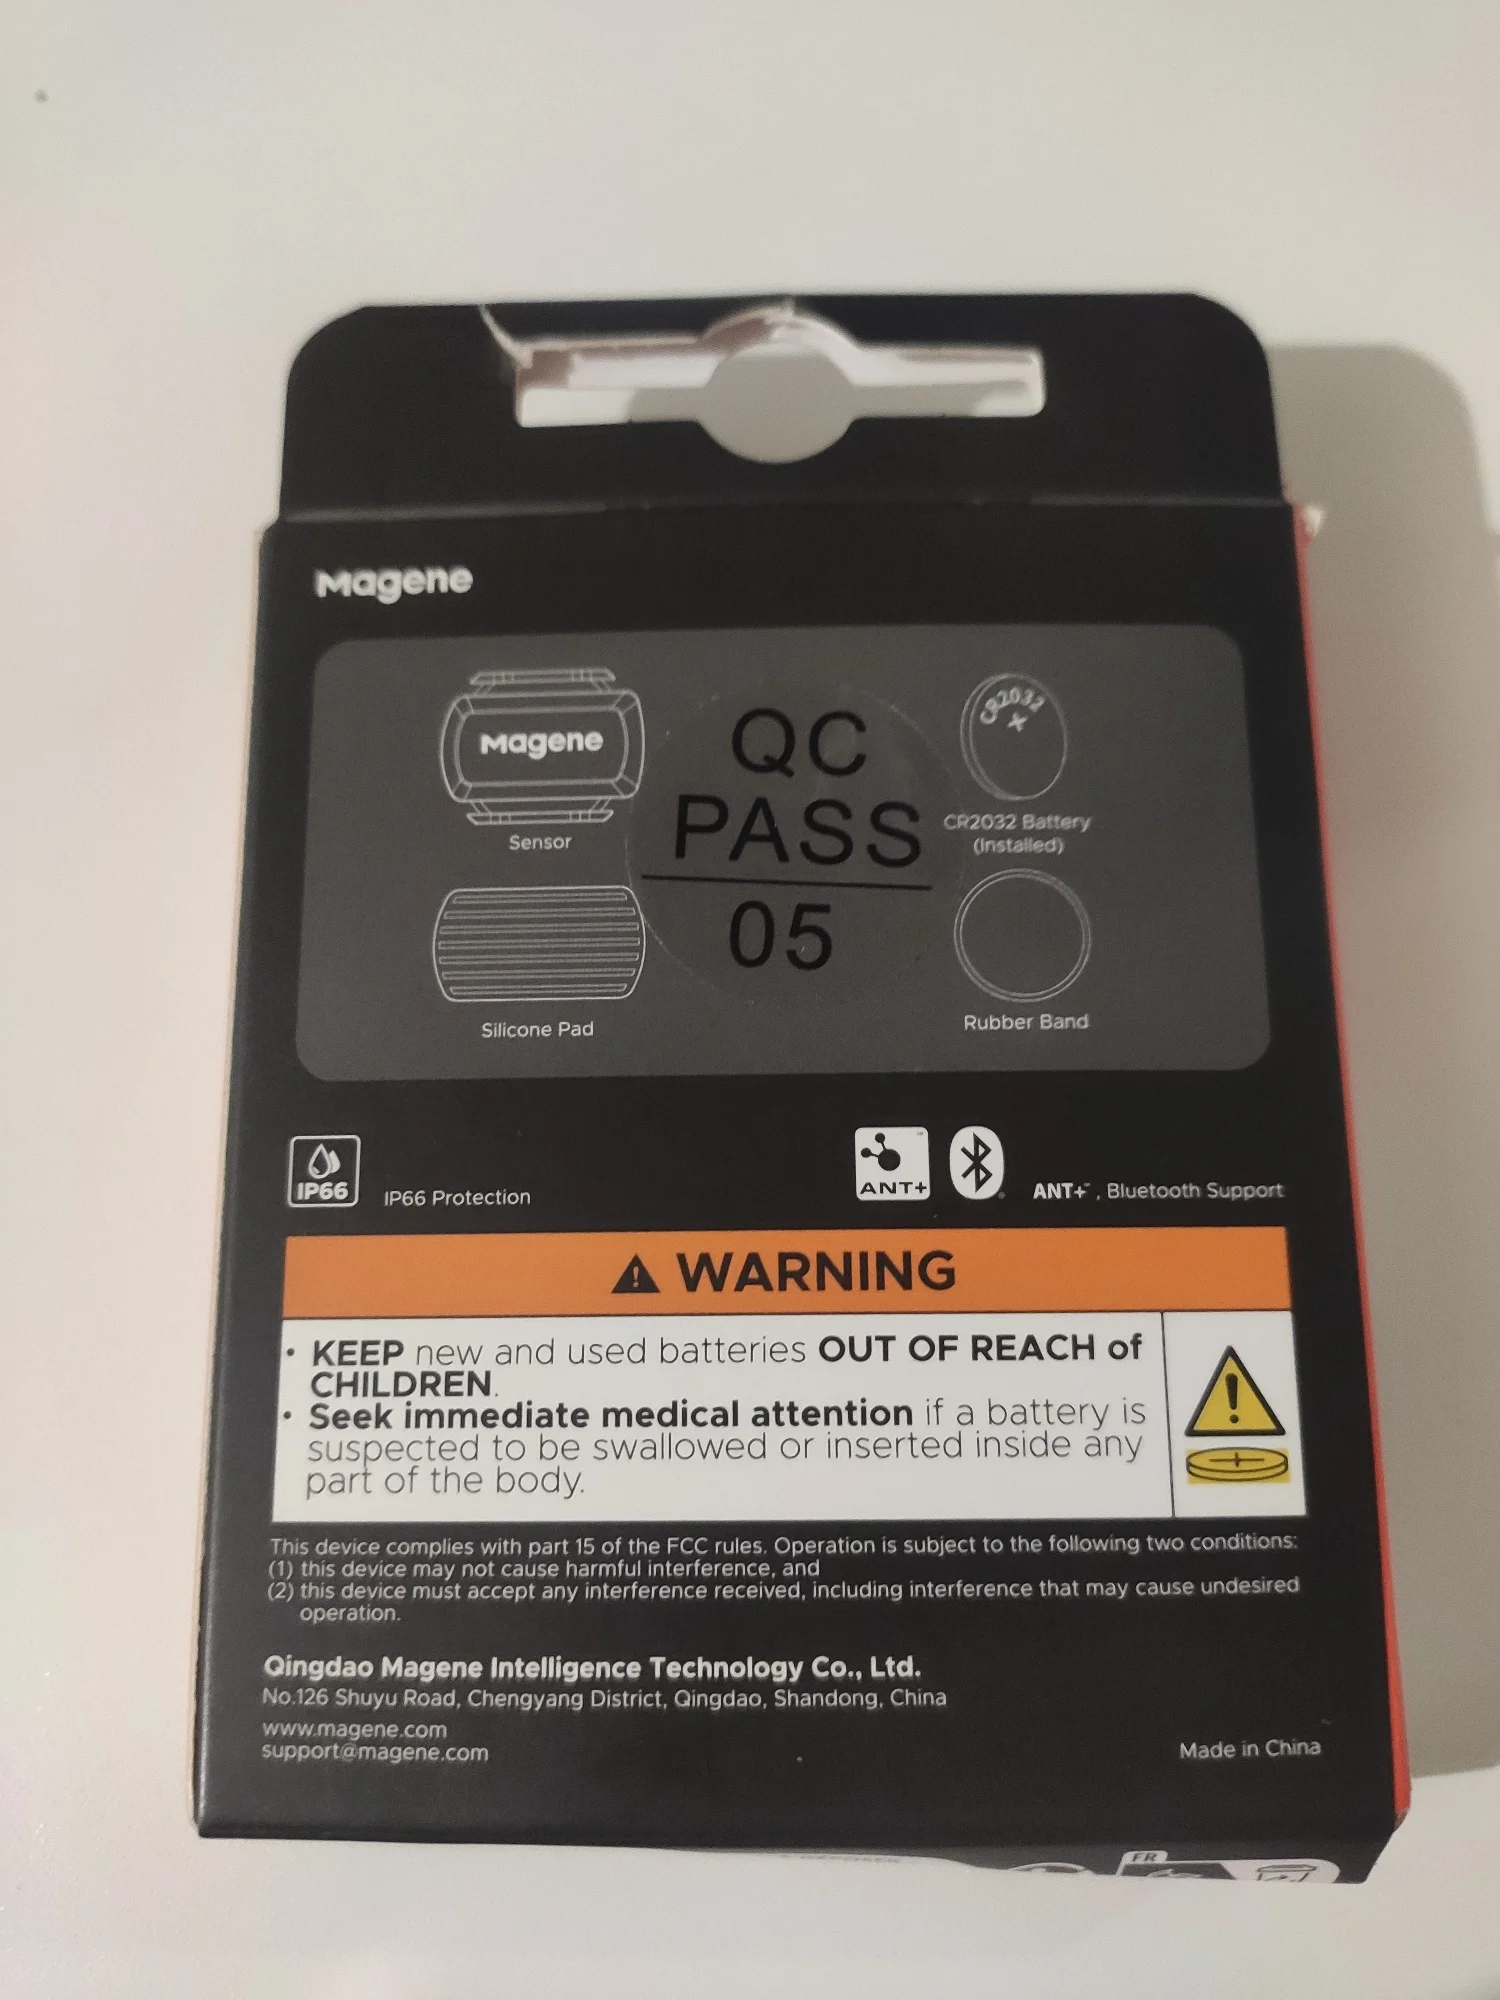 Magene
Magene
Sensor
QC
PASS
05
CR2032
+
CR2032 Battery
(Installed)
Silicone Pad
Rubber Band
IP66
IP66 Protection
ANT+
ANT+™, Bluetooth Support
WARNING
• KEEP new and used batteries OUT OF REACH of
CHILDREN.
• Seek immediate medical attention if a battery is
suspected to be swallowed or inserted inside any
part of the body.
This device complies with part 15 of the FCC rules. Operation is subject to the following two conditions:
(1) this device may not cause harmful interference, and
(2) this device must accept any interference received, including interference that may cause undesired
operation.
Qingdao Magene Intelligence Technology Co., Ltd.
No.126 Shuyu Road, Chengyang District, Qingdao, Shandong, China
www.magene.com
support@magene.com
Made in China
FR